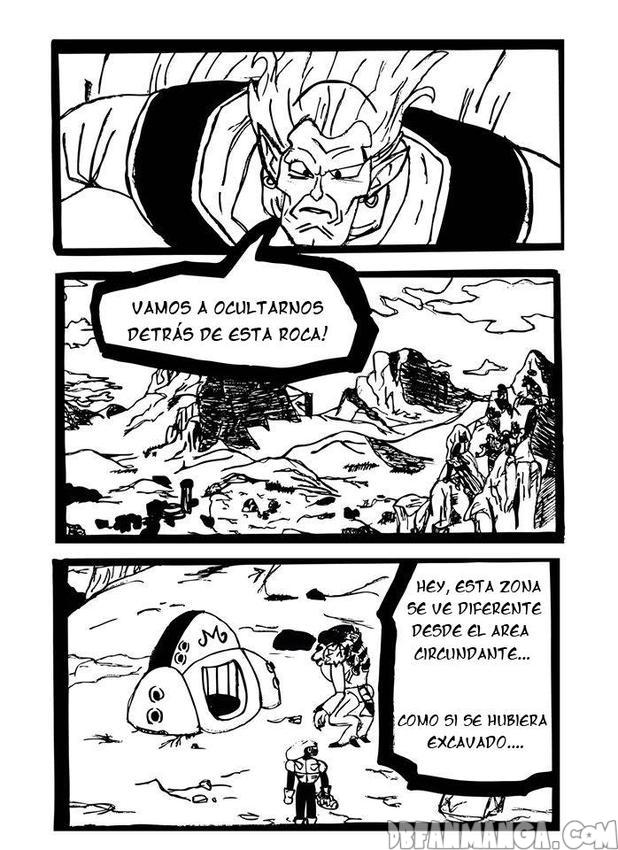 VAMOS A OCULTARNOS
DETRÁS DE ESTA ROCA!
HEY, ESTA ZONA
SE VE DIFERENTE
DESDE EL AREA
CIRCUNDANTE...
COMO SI SE HUBIERA
EXCAVADO....
M
DBFANMANGA.COM